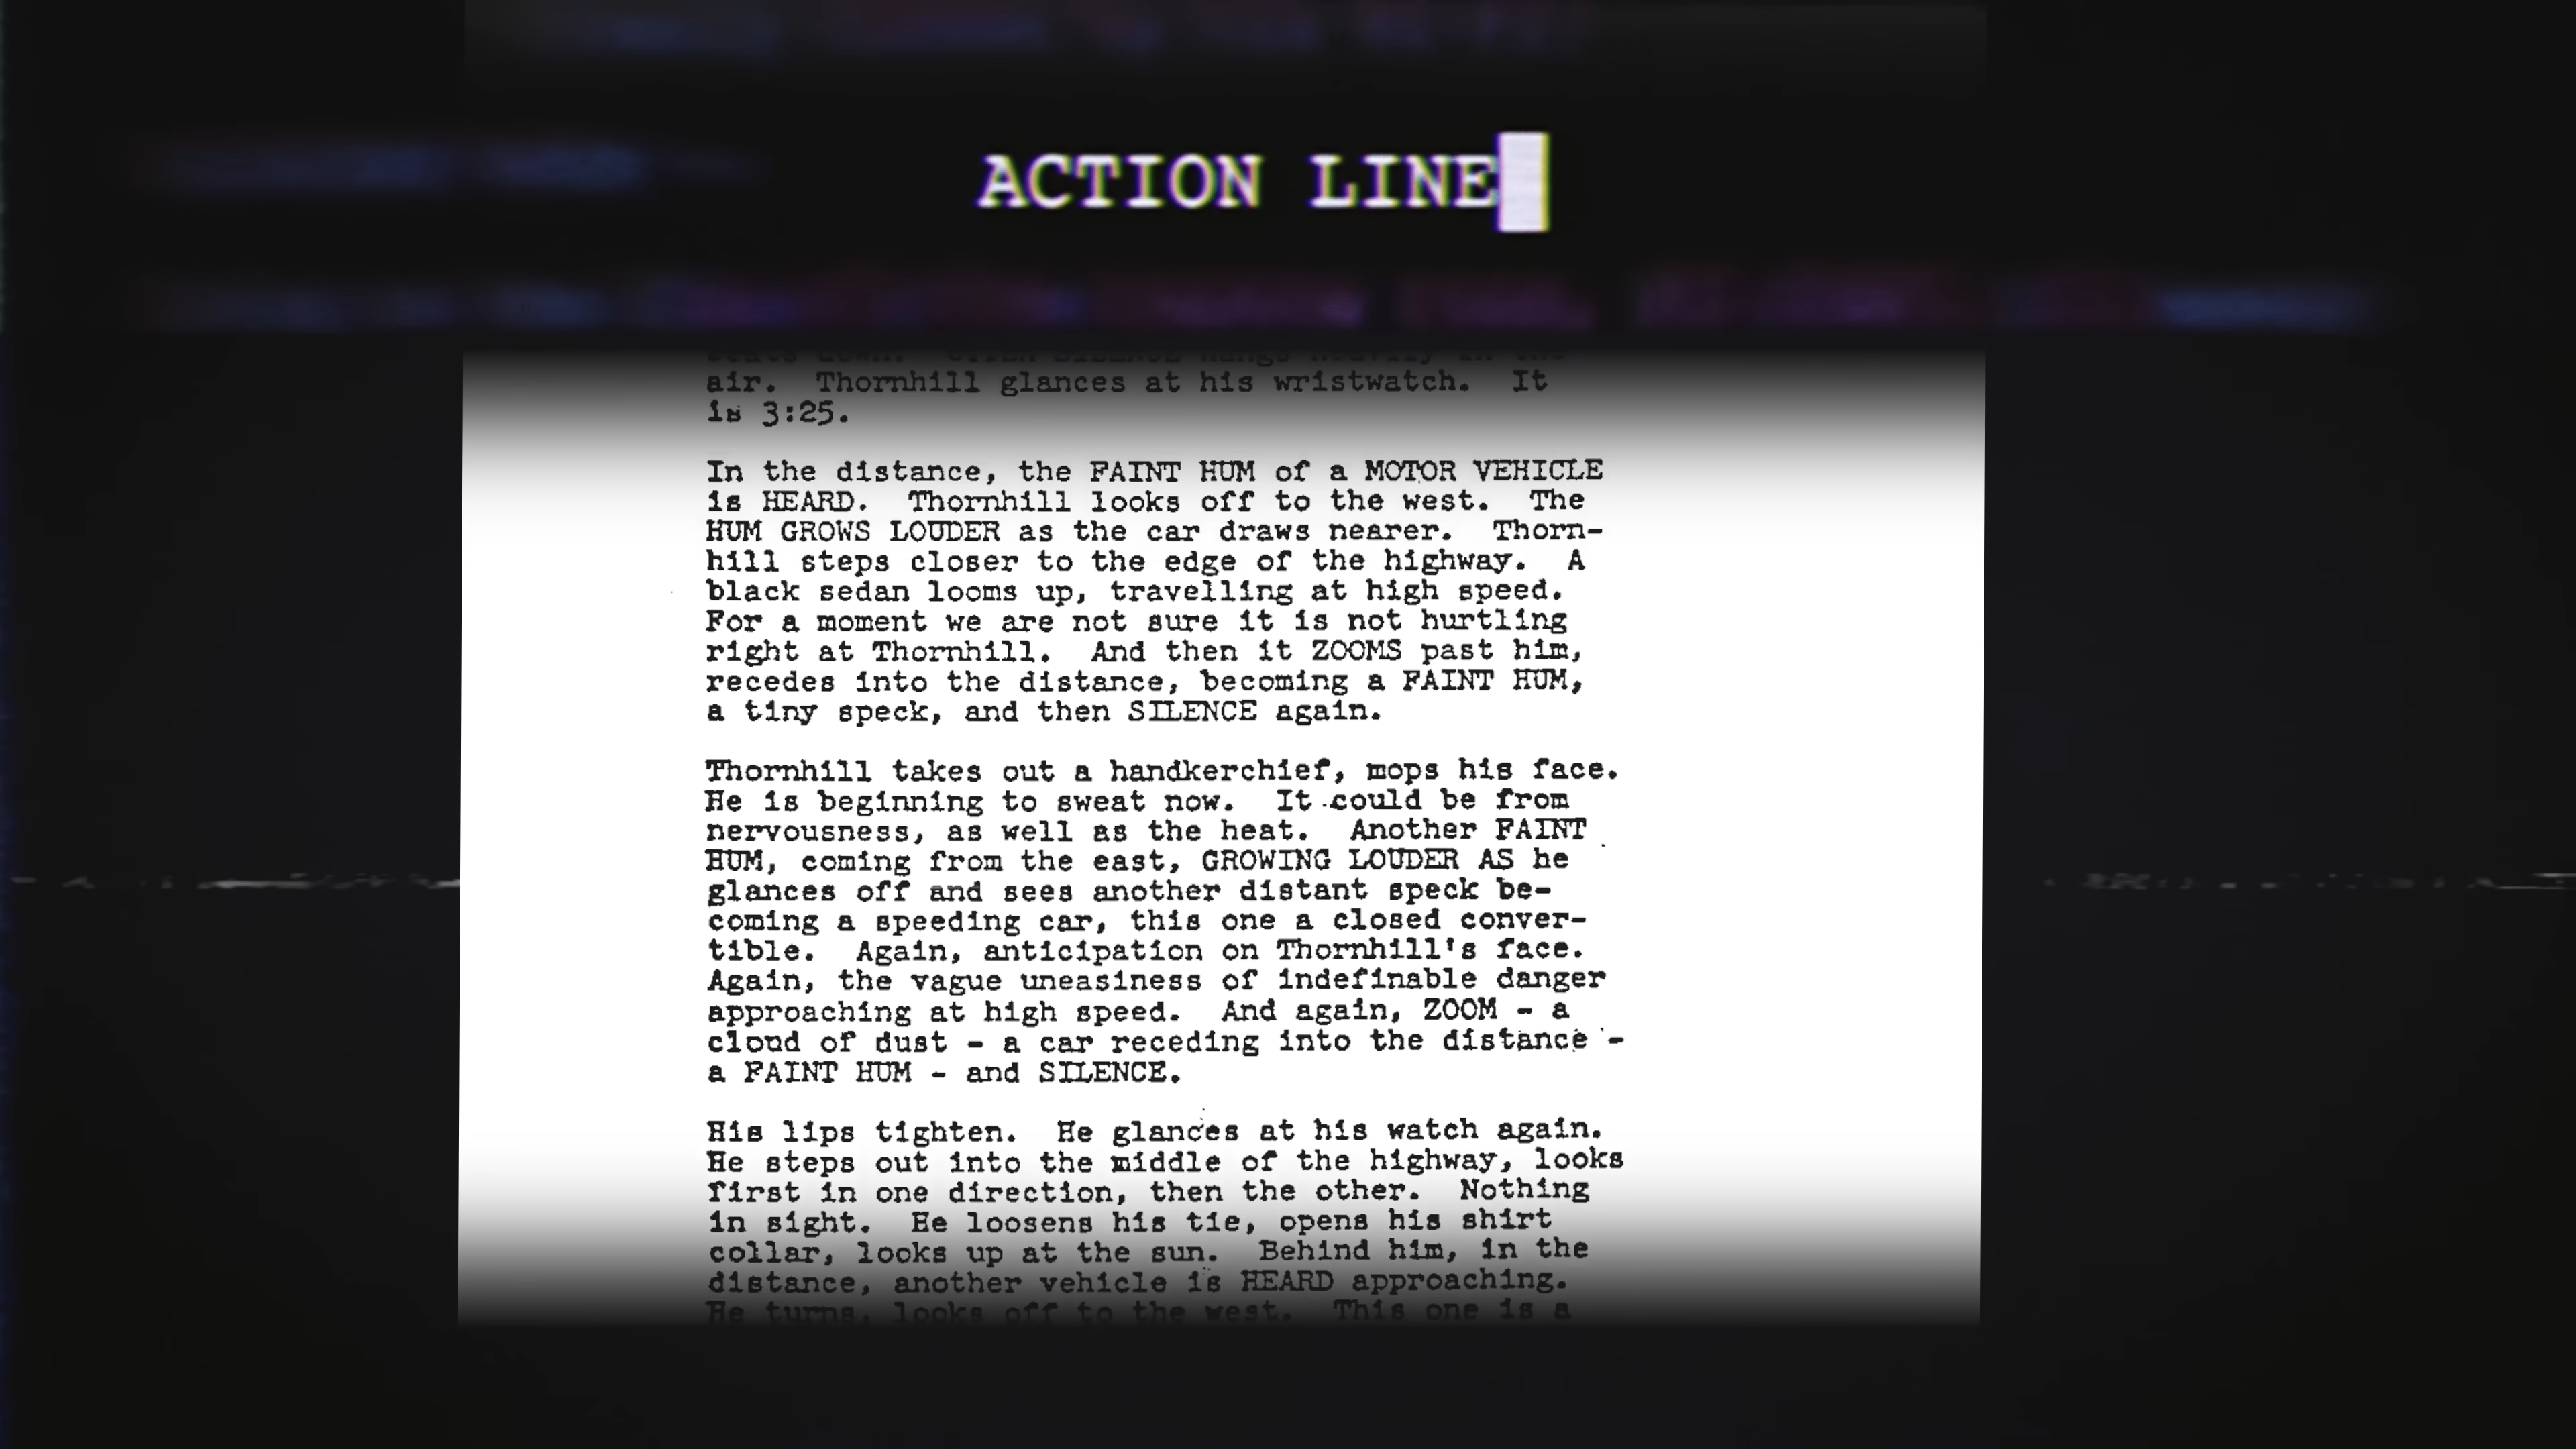 ACTION LINE
air.  Thornhill glances at his wristwatch.  It
is 3:25.
In the distance, the FAINT HUM of a MOTOR VEHICLE
is HEARD.  Thornhill looks off to the west.  The
HUM GROWS LOUDER as the car draws nearer.  Thorn-
hill steps closer to the edge of the highway.  A
black sedan looms up, travelling at high speed.
For a moment we are not sure it is not hurtling
right at Thornhill.  And then it ZOOMS past him,
recedes into the distance, becoming a FAINT HUM,
a tiny speck, and then SILENCE again.
Thornhill takes out a handkerchief, mops his face.
He is beginning to sweat now.  It could be from
nervousness, as well as the heat.  Another FAINT
HUM, coming from the east, GROWING LOUDER AS he
glances off and sees another distant speck be-
coming a speeding car, this one a closed conver-
tible.  Again, anticipation on Thornhill's face.
Again, the vague uneasiness of indefinable danger
approaching at high speed.  And again, ZOOM - a
cloud of dust - a car receding into the distance -
a FAINT HUM - and SILENCE.
His lips tighten.  He glances at his watch again.
He steps out into the middle of the highway, looks
first in one direction, then the other.  Nothing
in sight.  He loosens his tie, opens his shirt
collar, looks up at the sun.  Behind him, in the
distance, another vehicle is HEARD approaching.
He turns, looks off to the west.  This one is a